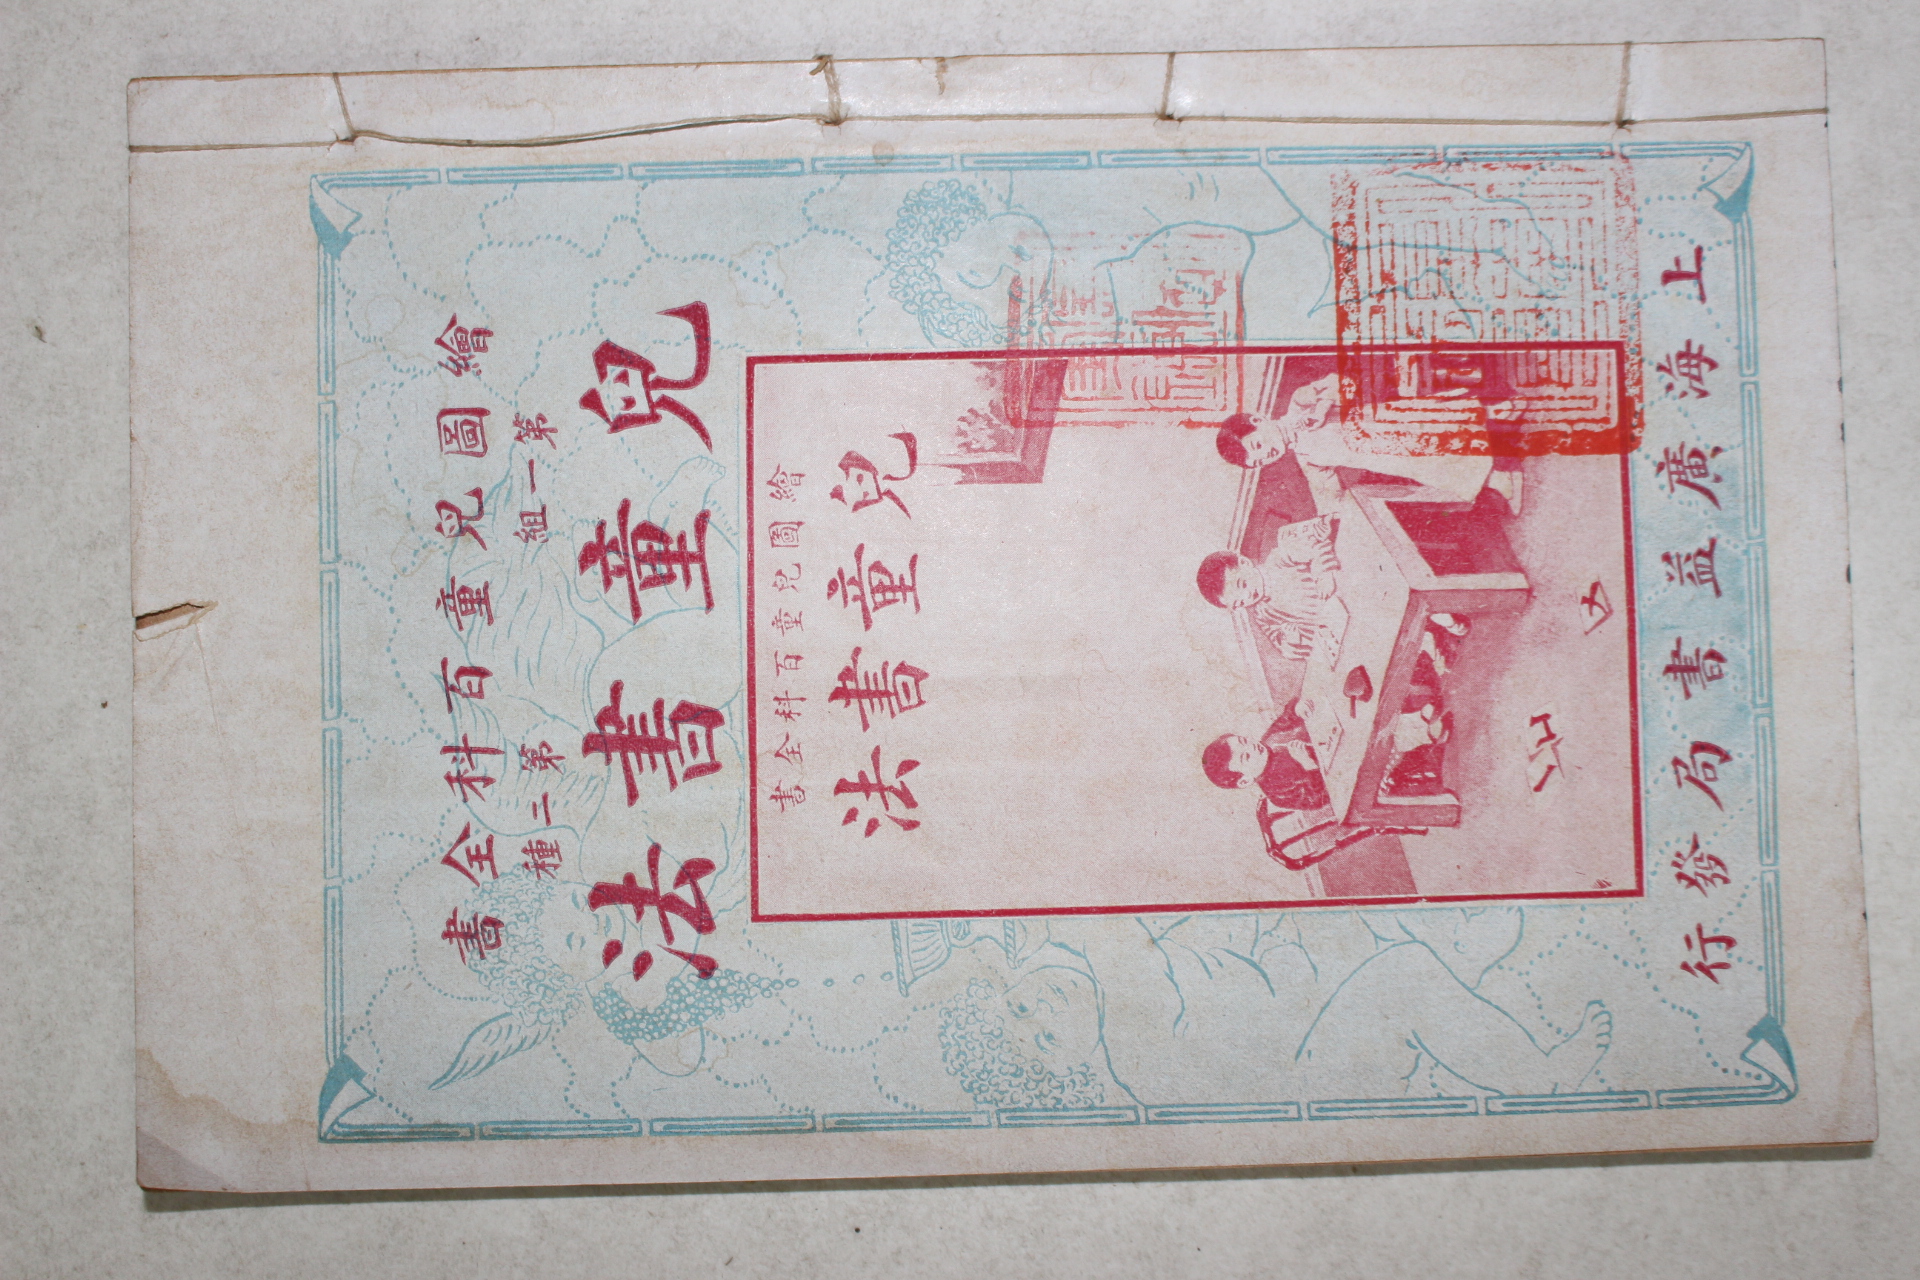 繪圖兒童百科全書
第一組 第二種
兒童書法
繪圖兒童百科全書
兒童書法
上海廣益書局發行